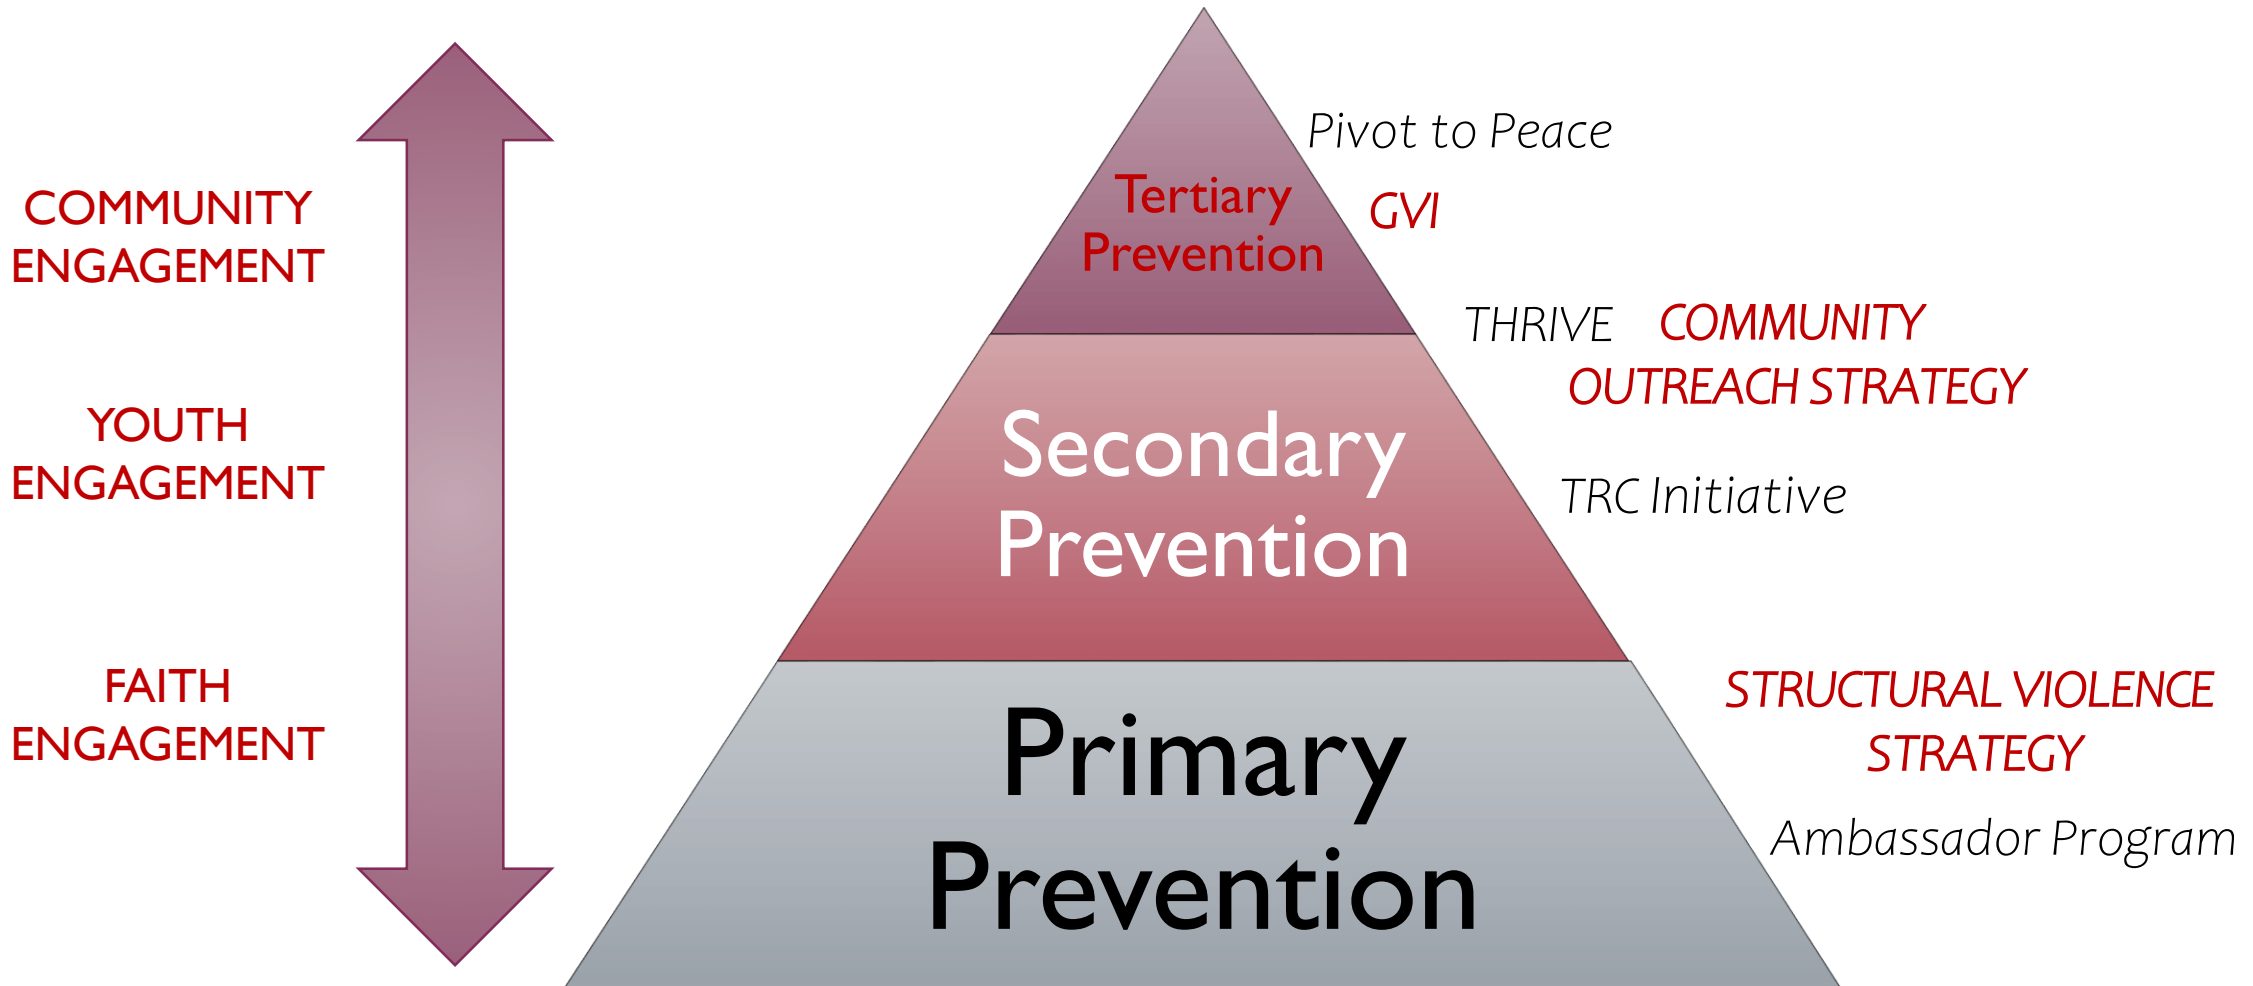 COMMUNITY
ENGAGEMENT
YOUTH
ENGAGEMENT
FAITH
ENGAGEMENT
Tertiary
Prevention
Secondary
Prevention
Primary
Prevention
Pivot to Peace
GVI
THRIVE COMMUNITY
OUTREACH STRATEGY
TRC Initiative
STRUCTURAL VIOLENCE
STRATEGY
Ambassador Program